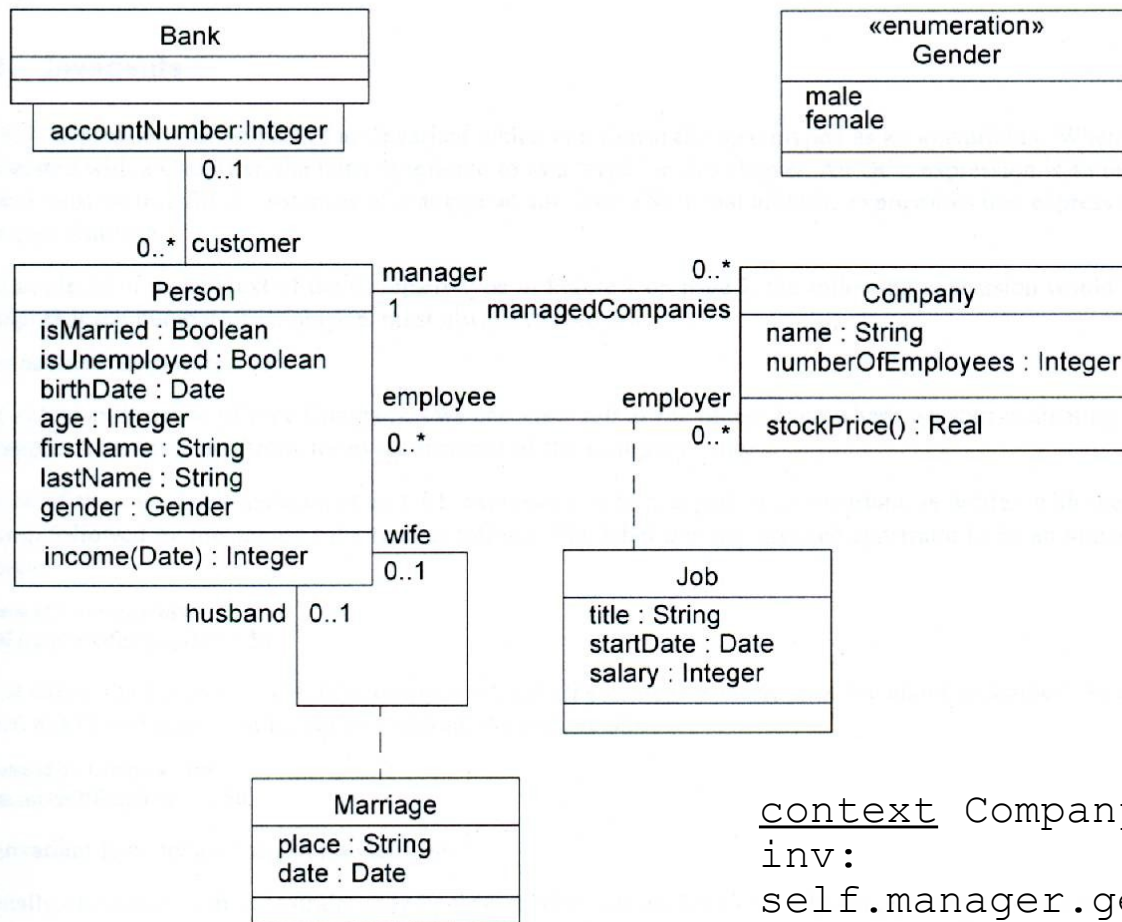 Bank
accountNumber:Integer
0..1
0..* customer
«enumeration»
Gender
male
female
Person
isMarried : Boolean
isUnemployed : Boolean
birthDate : Date
age : Integer
firstName : String
lastName : String
gender : Gender
income(Date) : Integer
manager
1
0..*
managedCompanies
employee
0..*
employer
0..*
Company
name : String
numberOfEmployees : Integer
stockPrice() : Real
wife
0..1
husband
0..1
Job
title : String
startDate : Date
salary : Integer
Marriage
place : String
date : Date
context Company
inv:
self.manager.ge